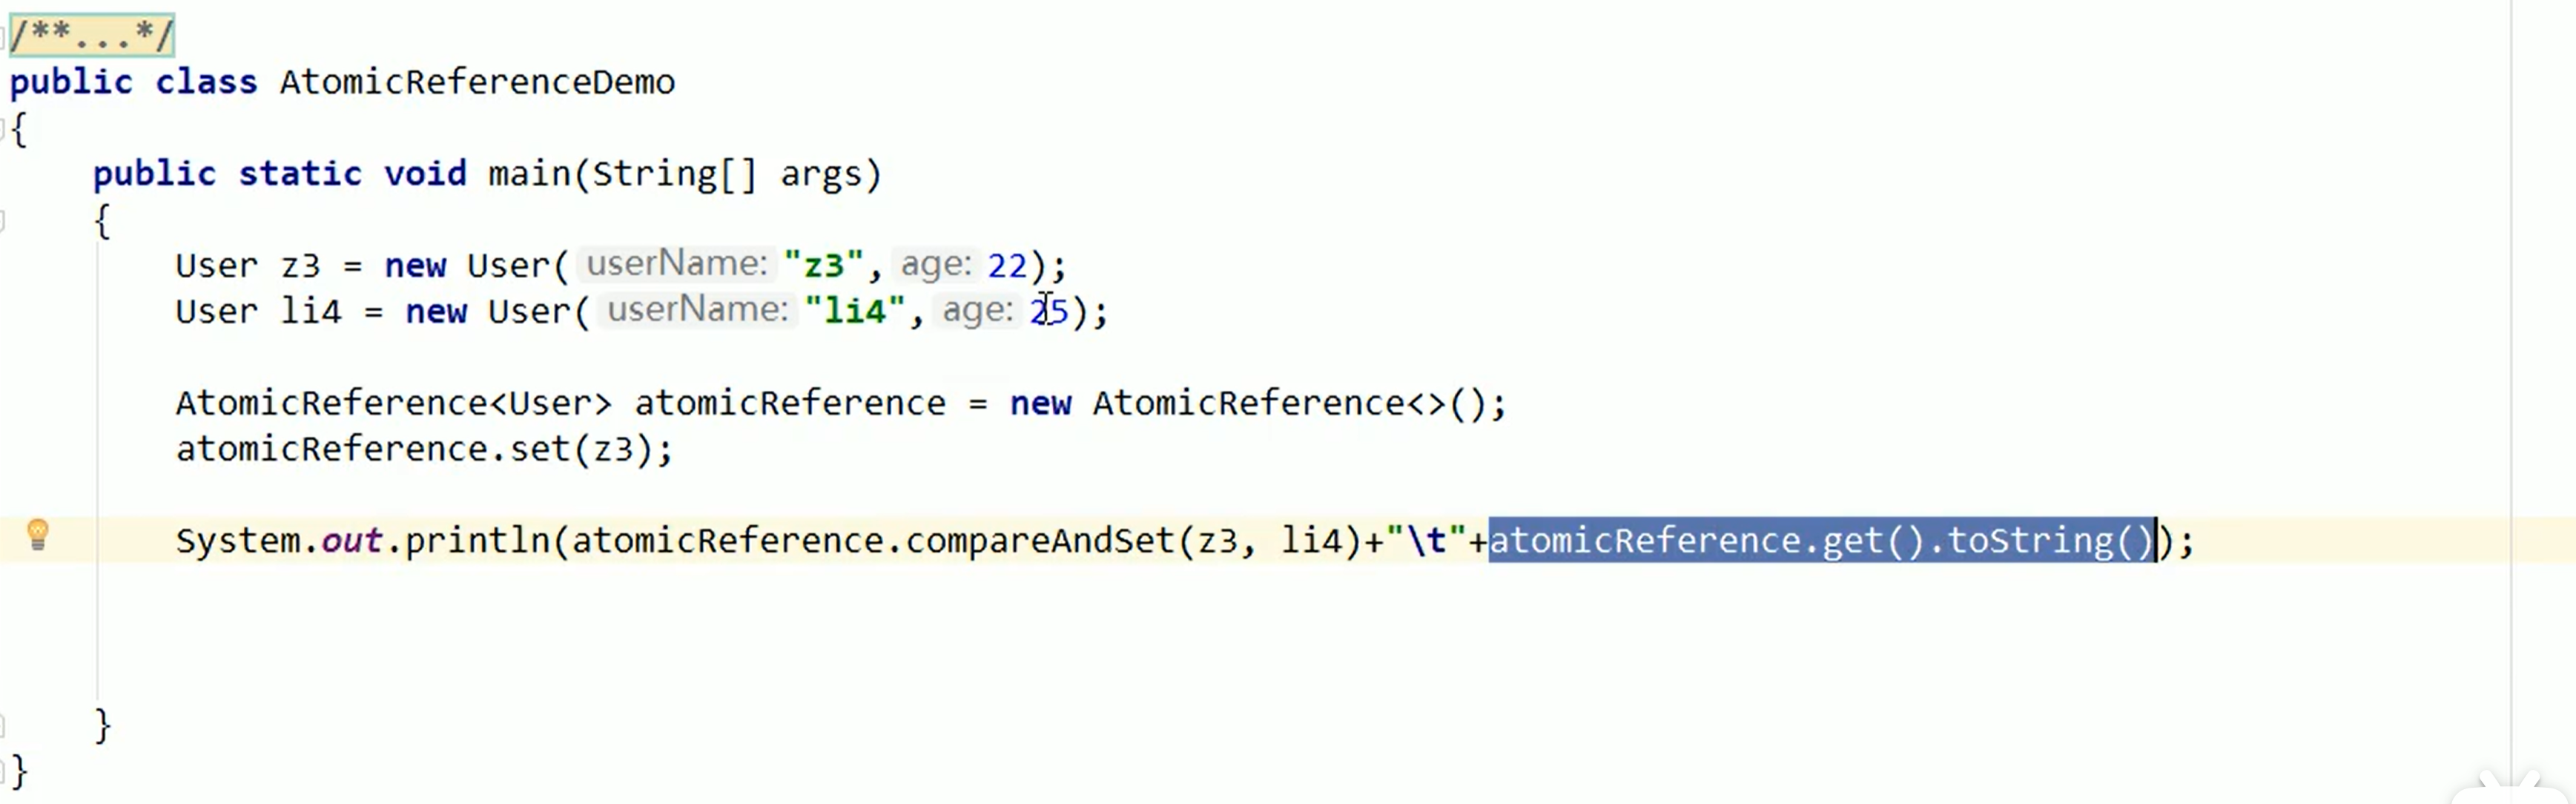 /**...*/
public class AtomicReferenceDemo
{
public static void main(String[] args)
{
User z3 = new User( userName: "z3", age: 22);
User li4 = new User( userName: "li4", age: 25);
AtomicReference<User> atomicReference = new AtomicReference<>();
atomicReference.set(z3);
System.out.println(atomicReference.compareAndSet(z3, li4)+"\t"+atomicReference.get().toString());
}
}